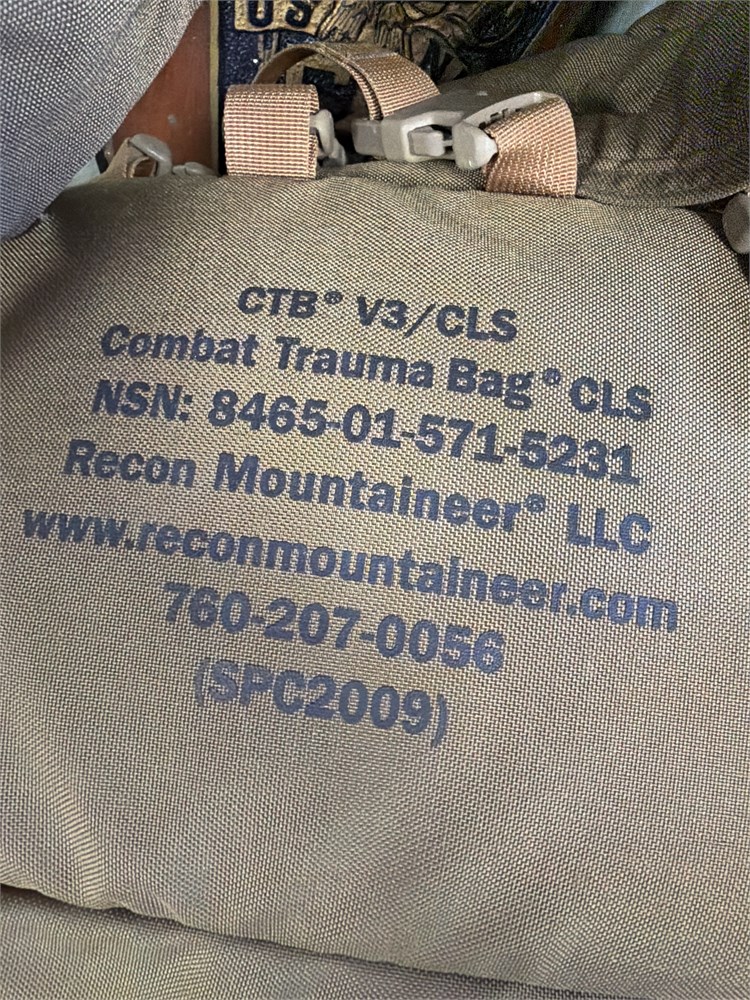 US
CTB® V3/CLS
Combat Trauma Bag® CLS
NSN: 8465-01-571-5231
Recon Mountaineer® LLC
www.reconmountaineer.com
760-207-0056
(SPC2009)